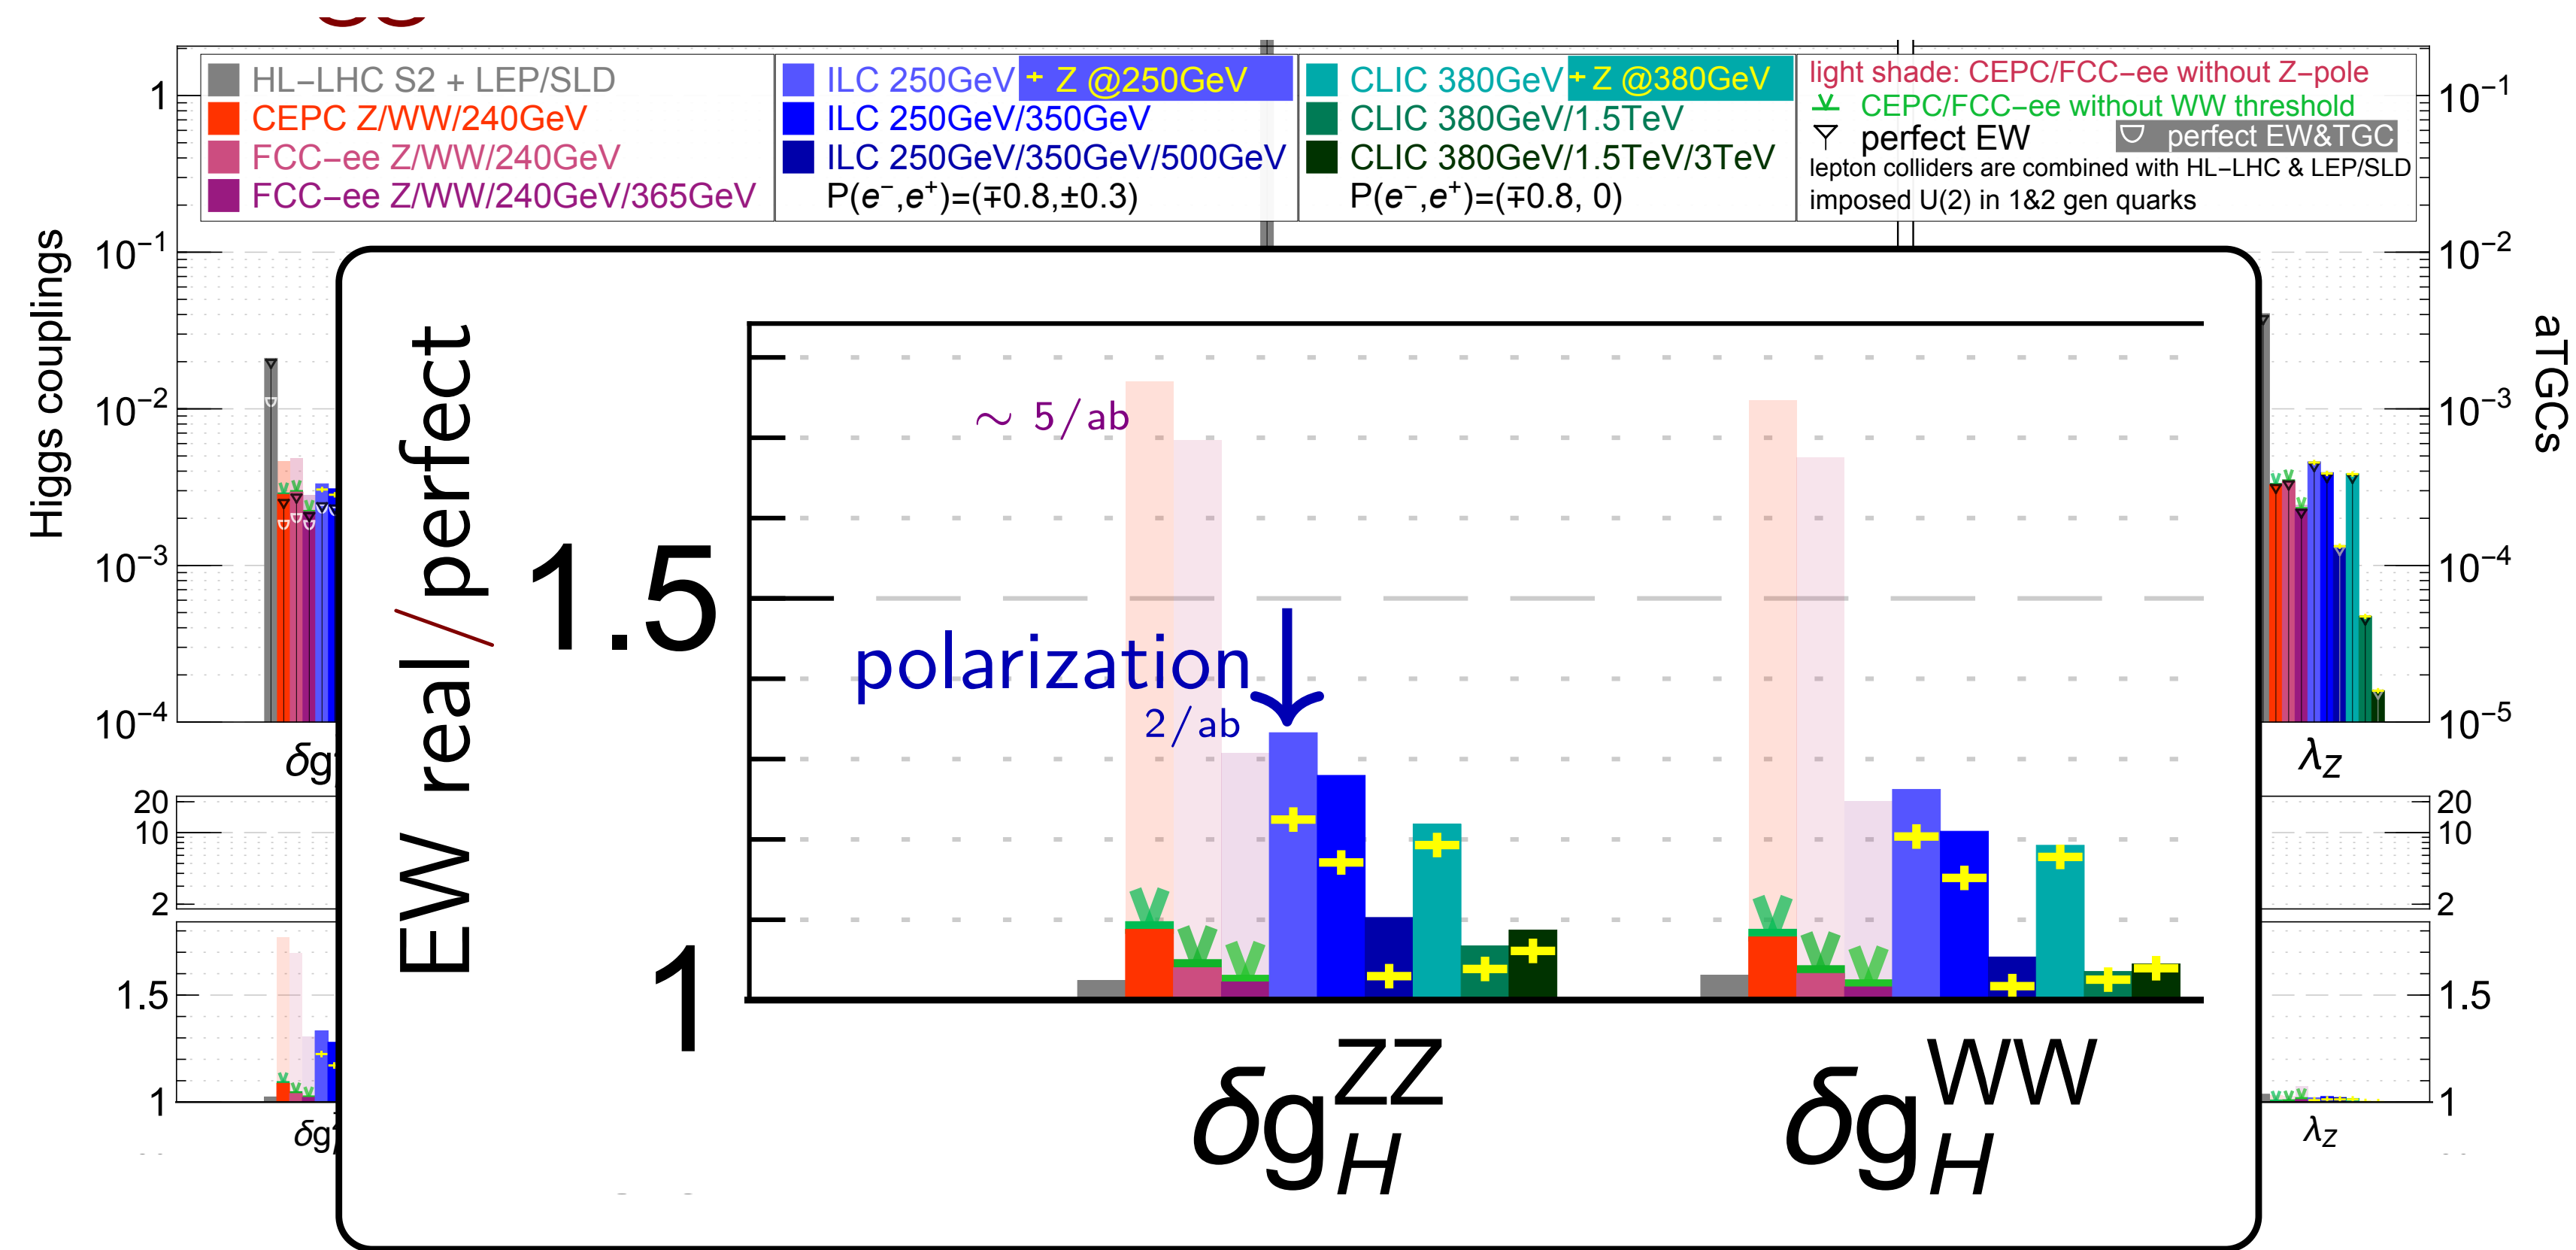 HL−LHC S2 + LEP/SLD
CEPC Z/WW/240GeV
FCC−ee Z/WW/240GeV
FCC−ee Z/WW/240GeV/365GeV
ILC 250GeV + Z @250GeV
ILC 250GeV/350GeV
ILC 250GeV/350GeV/500GeV
P(e⁻,e⁺)=(∓0.8,±0.3)
CLIC 380GeV + Z @380GeV
CLIC 380GeV/1.5TeV
CLIC 380GeV/1.5TeV/3TeV
P(e⁻,e⁺)=(∓0.8, 0)
light shade: CEPC/FCC−ee without Z−pole
CEPC/FCC−ee without WW threshold
perfect EW perfect EW&TGC
lepton colliders are combined with HL−LHC & LEP/SLD
imposed U(2) in 1&2 gen quarks
Higgs couplings
1
10⁻¹
10⁻²
10⁻³
10⁻⁴
δg
20
10
2
1.5
1
δg
EW real/perfect
1.5
1
~ 5/ab
polarization
2/ab
δg_H^ZZ
δg_H^WW
aTGCs
10⁻¹
10⁻²
10⁻³
10⁻⁴
10⁻⁵
λ_Z
20
10
2
1.5
1
λ_Z